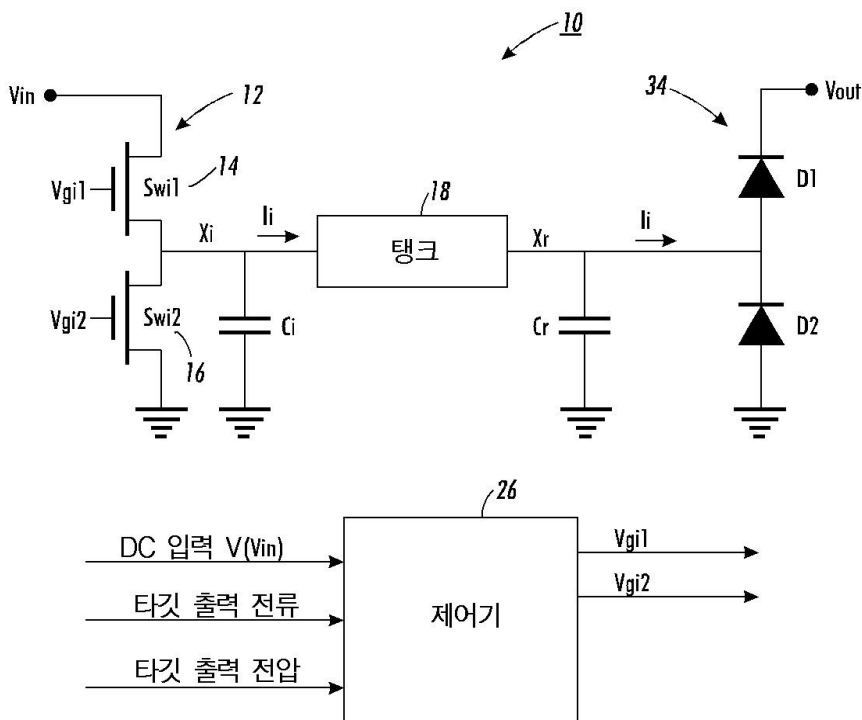 10
Vin
12
34
Vout
Vgi1
Swi1
14
18
D1
Xi
Ii
탱크
Xr
Ii
Vgi2
Swi2
16
Ci
Cr
D2
26
DC 입력 V(Vin)
타깃 출력 전류
타깃 출력 전압
제어기
Vgi1
Vgi2